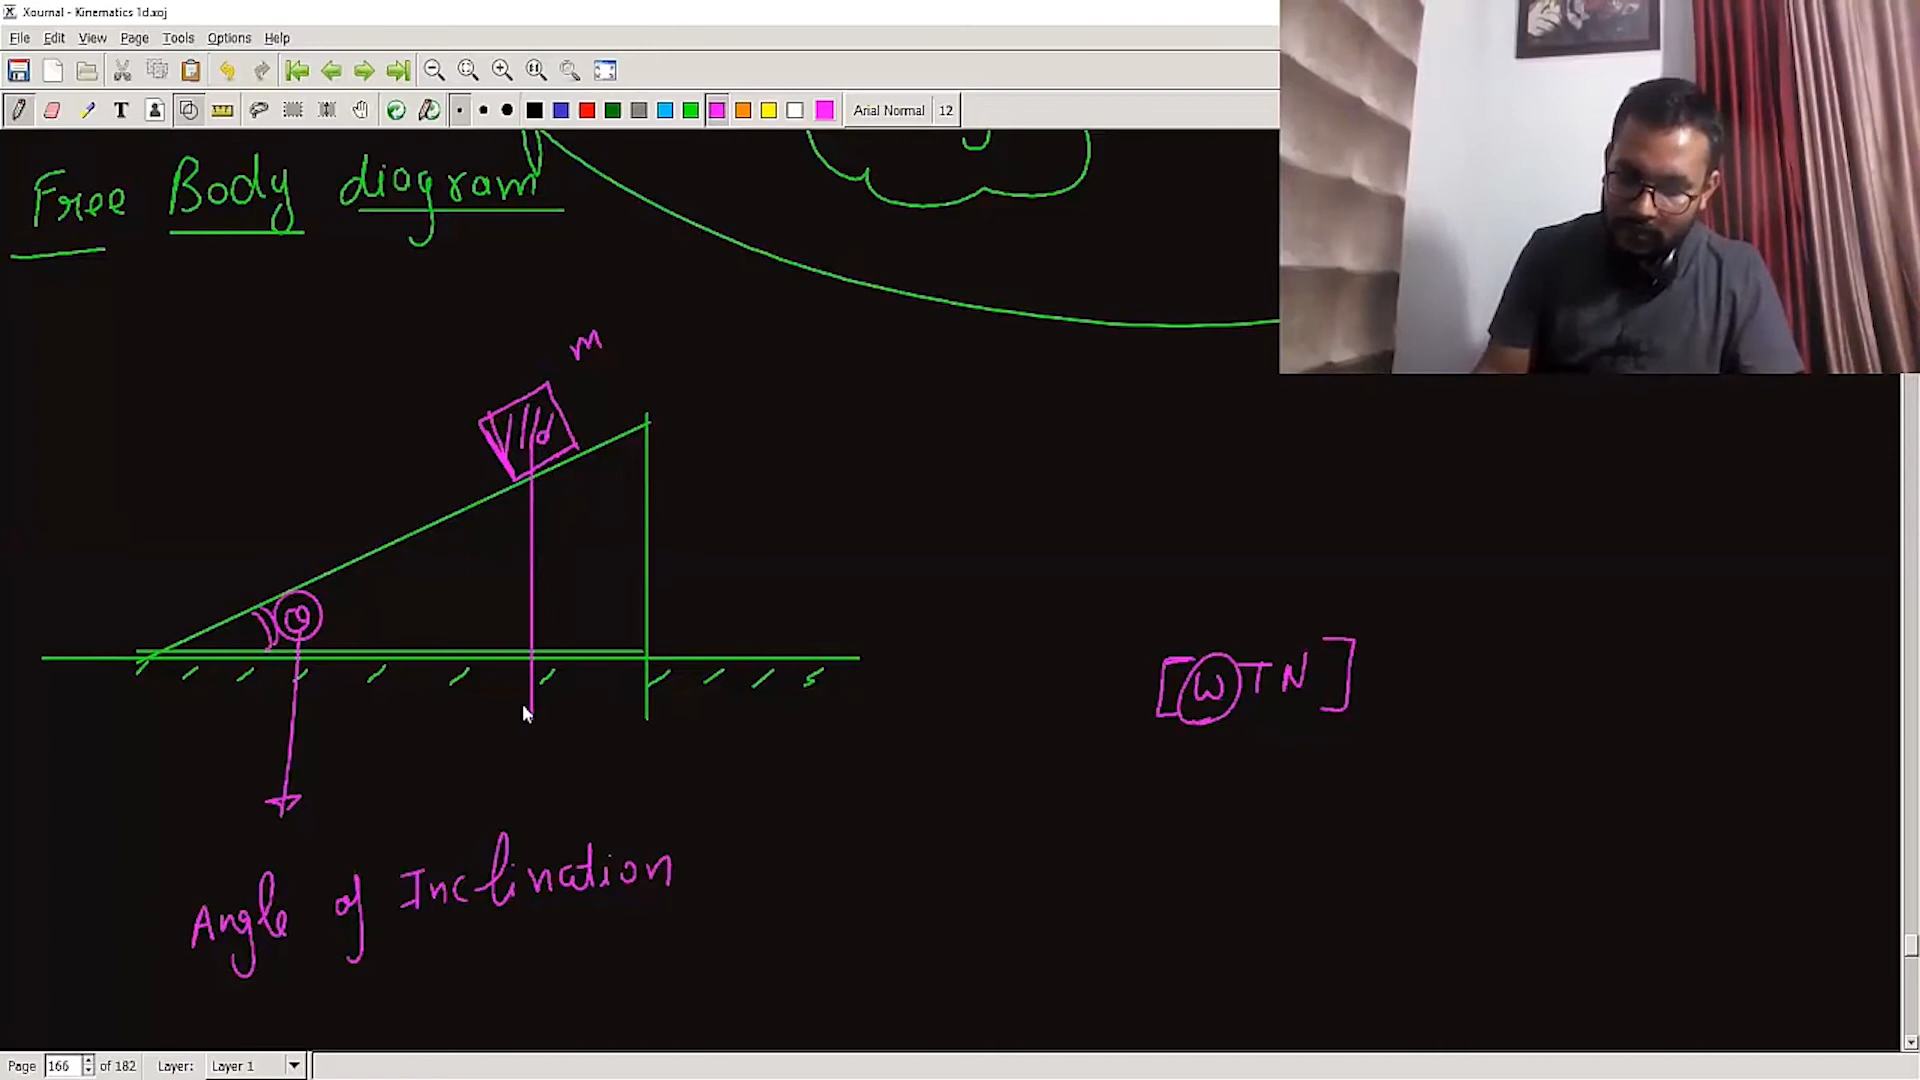 Xournal - Kinematics 1d.xoj
File Edit View Page Tools Options Help
Arial Normal 12
Free Body diagram
m
[WTN]
Angle of Inclination
Page 166 of 182 Layer: Layer 1